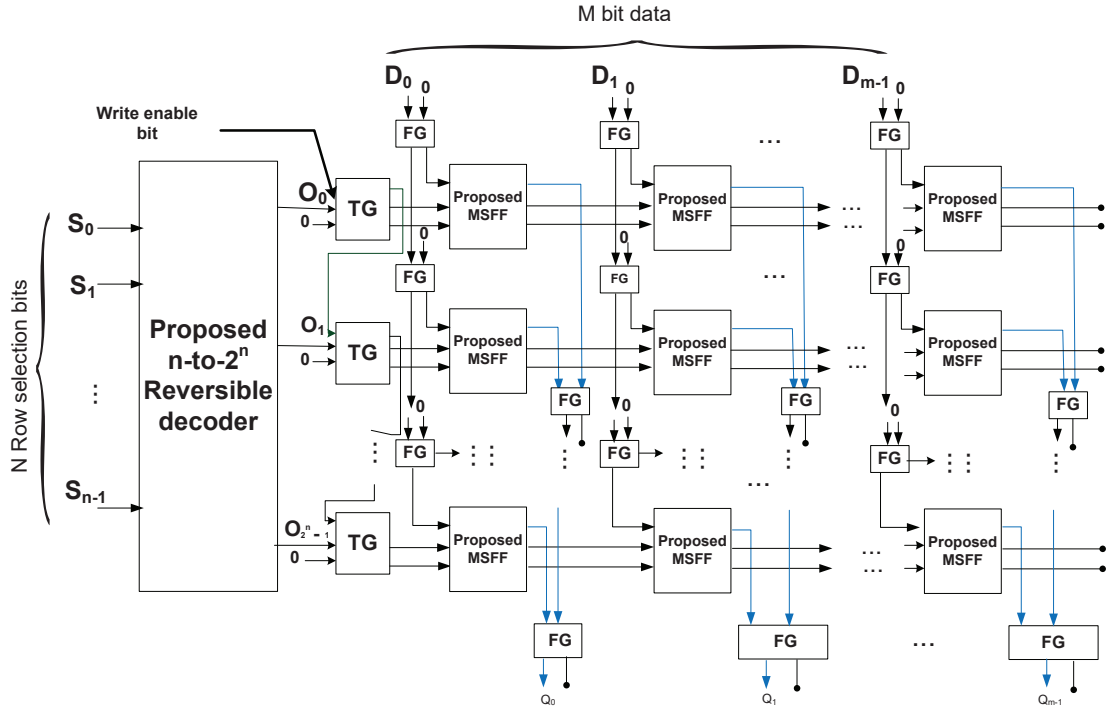 M bit data
D0 0 D1 0 Dm-1 0
Write enable
bit
FG FG FG
...
O0 TG Proposed
MSFF Proposed
MSFF ... ... Proposed
MSFF
0
S0
0 0 0
FG FG FG
...
S1
N Row selection bits
Proposed
n-to-2^n
Reversible
decoder
O1 TG Proposed
MSFF Proposed
MSFF ... ... Proposed
MSFF
0
FG FG FG
0 0 0
FG FG FG
...
Sn-1
O2^n-1 TG Proposed
MSFF Proposed
MSFF ... ... Proposed
MSFF
0
FG FG ... FG
Q0 Q1 Qm-1